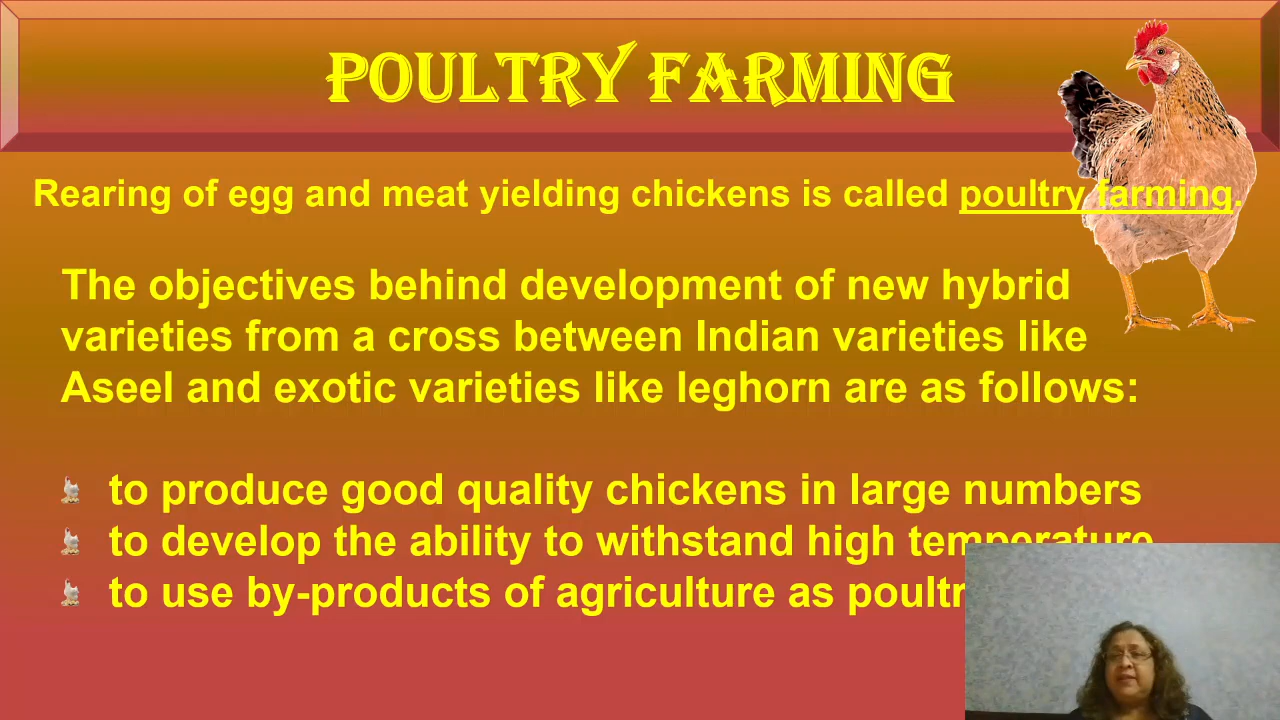 POULTRY FARMING
Rearing of egg and meat yielding chickens is called poultry farming.
The objectives behind development of new hybrid
varieties from a cross between Indian varieties like
Aseel and exotic varieties like leghorn are as follows:
to produce good quality chickens in large numbers
to develop the ability to withstand high temperature
to use by-products of agriculture as